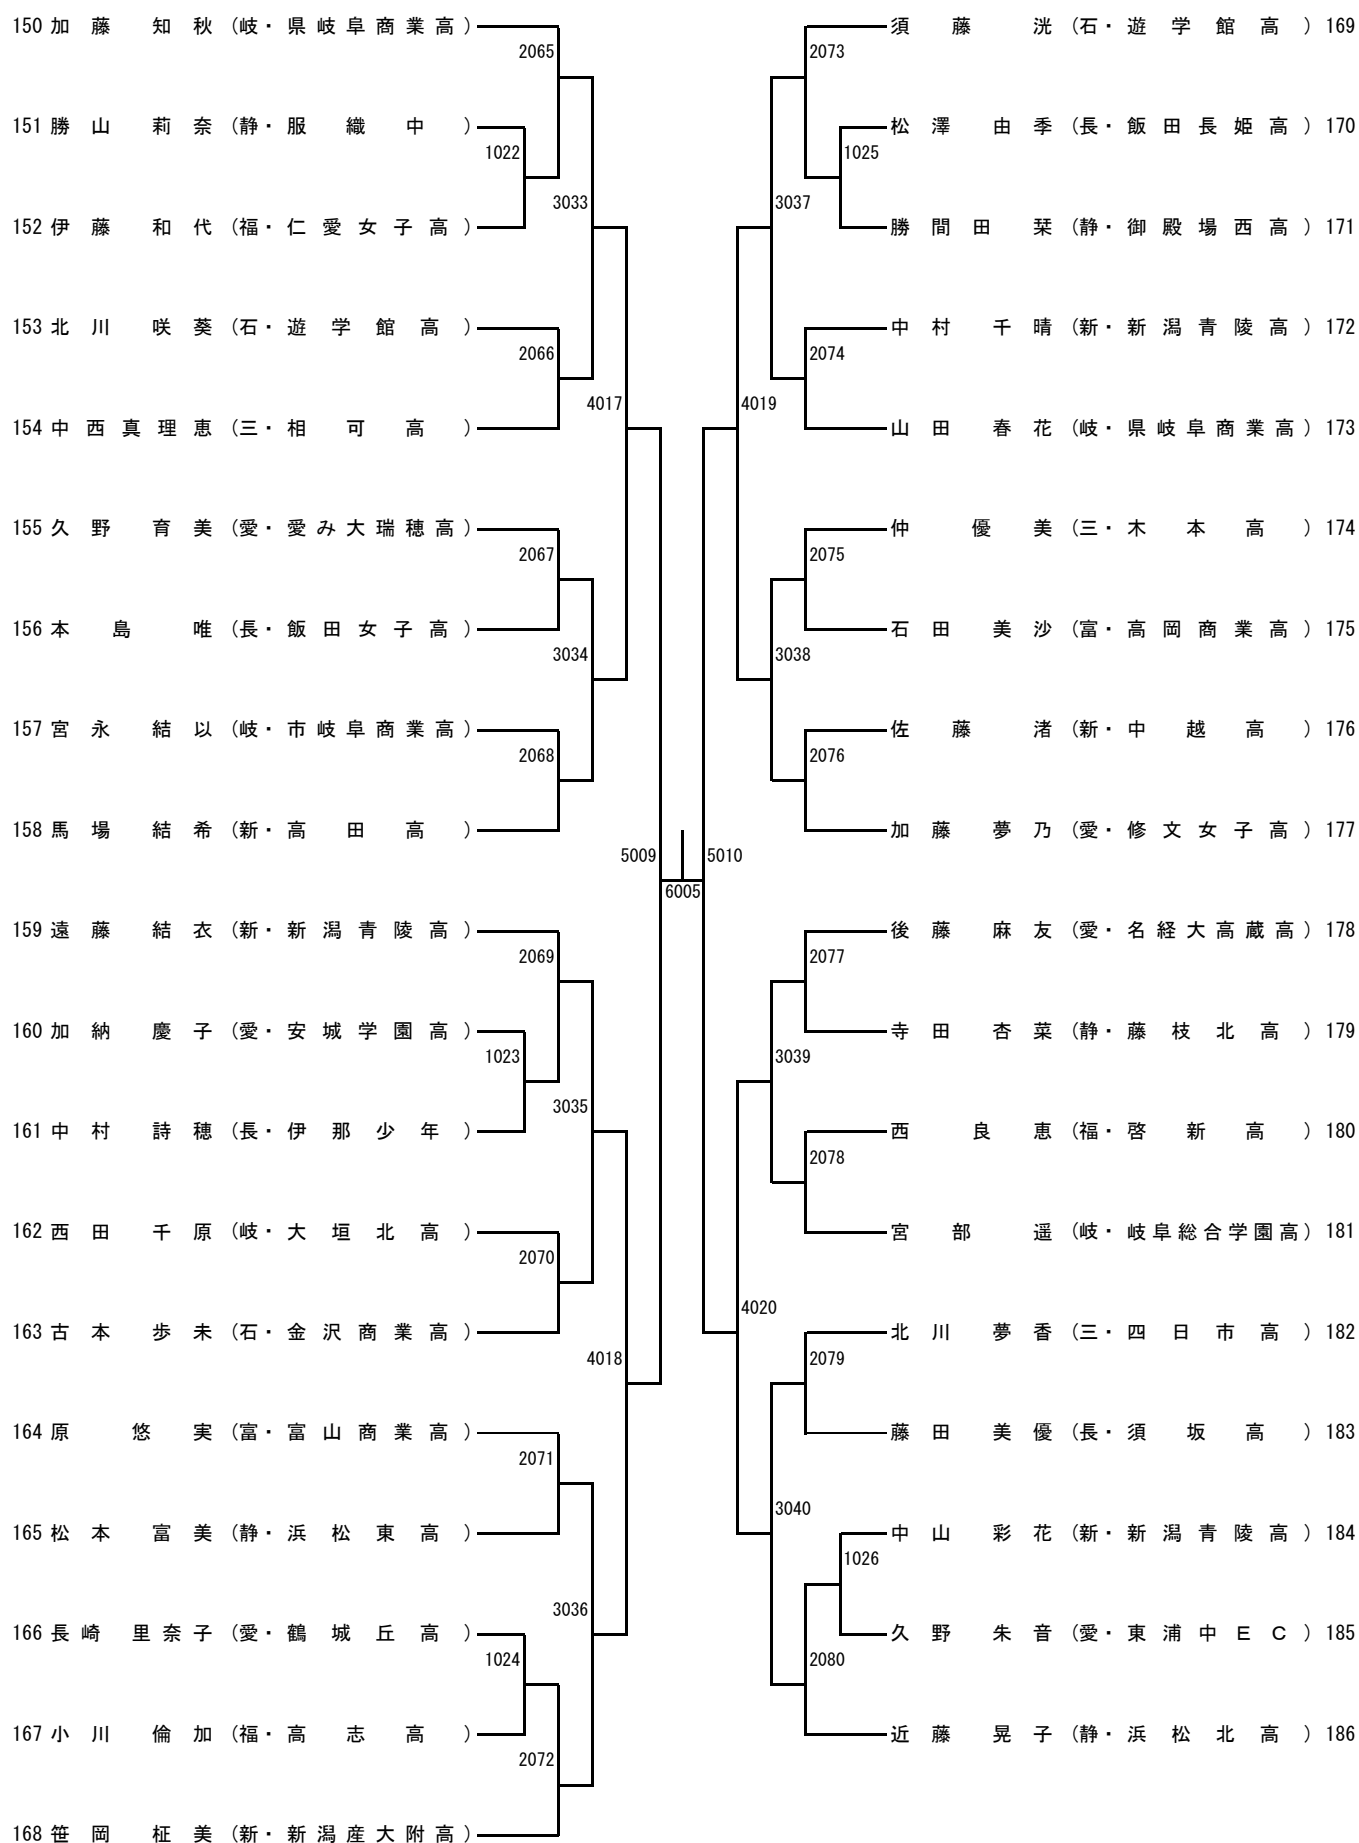 150 加藤 知秋 (岐・県岐阜商業高)
2065
151 勝山 莉奈 (静・服織中)
1022
3033
152 伊藤 和代 (福・仁愛女子高)
153 北川 咲葵 (石・遊学館高)
2066
4017
154 中西真理恵 (三・相可高)
155 久野 育美 (愛・愛み大瑞穂高)
2067
156 本島 唯 (長・飯田女子高)
3034
157 宮永 結以 (岐・市岐阜商業高)
2068
158 馬場 結希 (新・高田高)
5009
159 遠藤 結衣 (新・新潟青陵高)
2069
160 加納 慶子 (愛・安城学園高)
1023
3035
161 中村 詩穂 (長・伊那少年)
162 西田 千原 (岐・大垣北高)
2070
163 古本 歩未 (石・金沢商業高)
4018
164 原 悠実 (富・富山商業高)
2071
165 松本 富美 (静・浜松東高)
3036
166 長崎 里奈子 (愛・鶴城丘高)
1024
167 小川 倫加 (福・高志高)
2072
168 笹岡 柾美 (新・新潟産大附高)
6005
須藤 洸 (石・遊学館高) 169
2073
松澤 由季 (長・飯田長姫高) 170
1025
3037
勝間田 栞 (静・御殿場西高) 171
中村 千晴 (新・新潟青陵高) 172
2074
4019
山田 春花 (岐・県岐阜商業高) 173
仲 優美 (三・木本高) 174
2075
石田 美沙 (富・高岡商業高) 175
3038
佐藤 渚 (新・中越高) 176
2076
加藤 夢乃 (愛・修文女子高) 177
5010
後藤 麻友 (愛・名経大高蔵高) 178
2077
寺田 杏菜 (静・藤枝北高) 179
3039
西 良恵 (福・啓新高) 180
2078
宮部 遥 (岐・岐阜総合学園高) 181
4020
北川 夢香 (三・四日市高) 182
2079
藤田 美優 (長・須坂高) 183
3040
中山 彩花 (新・新潟青陵高) 184
1026
久野 朱音 (愛・東浦中EC) 185
2080
近藤 晃子 (静・浜松北高) 186